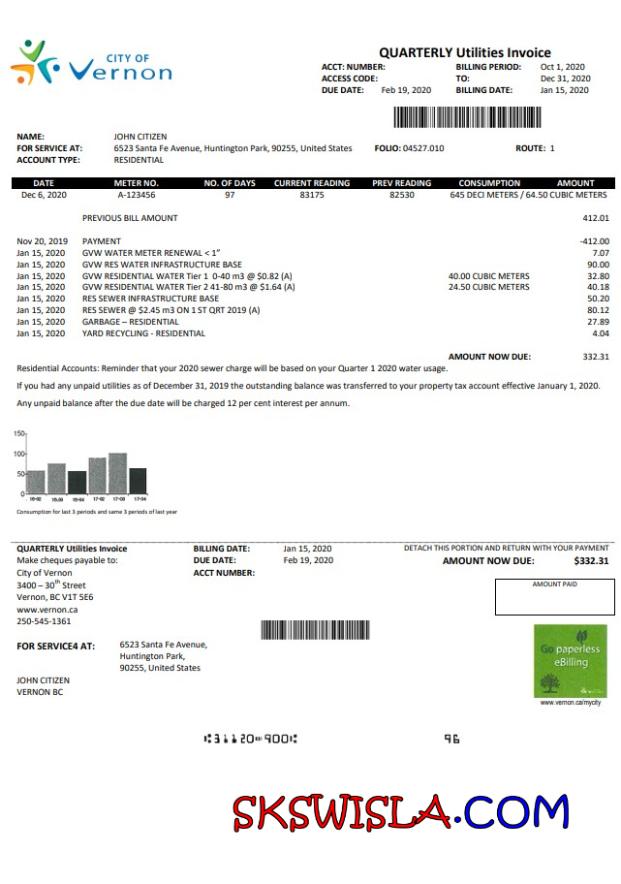 CITY OF
Vernon
QUARTERLY Utilities Invoice
ACCT: NUMBER: BILLING PERIOD: Oct 1, 2020
ACCESS CODE: TO: Dec 31, 2020
DUE DATE: Feb 19, 2020 BILLING DATE: Jan 15, 2020
NAME: JOHN CITIZEN
FOR SERVICE AT: 6523 Santa Fe Avenue, Huntington Park, 90255, United States FOLIO: 04527.010 ROUTE: 1
ACCOUNT TYPE: RESIDENTIAL
DATE METER NO. NO. OF DAYS CURRENT READING PREV READING CONSUMPTION AMOUNT
Dec 6, 2020 A-123456 97 83175 82530 645 DECI METERS / 64.50 CUBIC METERS
PREVIOUS BILL AMOUNT 412.01
Nov 20, 2019 PAYMENT -412.00
Jan 15, 2020 GVW WATER METER RENEWAL < 1" 7.07
Jan 15, 2020 GVW RES WATER INFRASTRUCTURE BASE 90.00
Jan 15, 2020 GVW RESIDENTIAL WATER Tier 1 0-40 m3 @ $0.82 (A) 40.00 CUBIC METERS 32.80
Jan 15, 2020 GVW RESIDENTIAL WATER Tier 2 41-80 m3 @ $1.64 (A) 24.50 CUBIC METERS 40.18
Jan 15, 2020 RES SEWER INFRASTRUCTURE BASE 50.20
Jan 15, 2020 RES SEWER @ $2.45 m3 ON 1 ST QRT 2019 (A) 80.12
Jan 15, 2020 GARBAGE – RESIDENTIAL 27.89
Jan 15, 2020 YARD RECYCLING - RESIDENTIAL 4.04
AMOUNT NOW DUE: 332.31
Residential Accounts: Reminder that your 2020 sewer charge will be based on your Quarter 1 2020 water usage.
If you had any unpaid utilities as of December 31, 2019 the outstanding balance was transferred to your property tax account effective January 1, 2020.
Any unpaid balance after the due date will be charged 12 per cent interest per annum.
150
100
50
0
16-02 16-03 16-04 17-02 17-03 17-04
Consumption for last 3 periods and same 3 periods of last year
QUARTERLY Utilities Invoice BILLING DATE: Jan 15, 2020 DETACH THIS PORTION AND RETURN WITH YOUR PAYMENT
Make cheques payable to: DUE DATE: Feb 19, 2020 AMOUNT NOW DUE: $332.31
City of Vernon ACCT NUMBER:
3400 – 30th Street AMOUNT PAID
Vernon, BC V1T 5E6
www.vernon.ca
250-545-1361
FOR SERVICE4 AT: 6523 Santa Fe Avenue,
Huntington Park,
90255, United States
Go paperless
eBilling
www.vernon.ca/mycity
JOHN CITIZEN
VERNON BC
⑆31120⑉900⑆ 96
SKSWISLA.COM